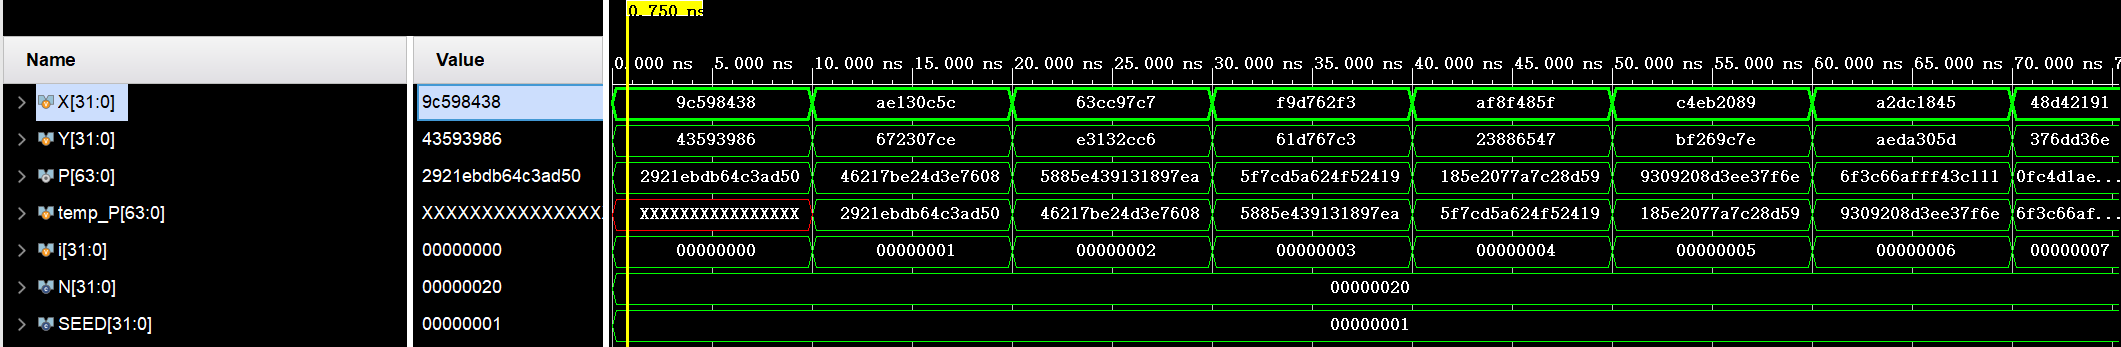 0.750 ns
Name Value 0.000 ns 5.000 ns 10.000 ns 15.000 ns 20.000 ns 25.000 ns 30.000 ns 35.000 ns 40.000 ns 45.000 ns 50.000 ns 55.000 ns 60.000 ns 65.000 ns 70.000 ns 7
X[31:0] 9c598438 9c598438 ae130c5c 63cc97c7 f9d762f3 af8f485f c4eb2089 a2dc1845 48d42191
Y[31:0] 43593986 43593986 672307ce e3132cc6 61d767c3 23886547 bf269c7e aeda305d 376dd36e
P[63:0] 2921ebdb64c3ad50 2921ebdb64c3ad50 46217be24d3e7608 5885e439131897ea 5f7cd5a624f52419 185e2077a7c28d59 9309208d3ee37f6e 6f3c66afff43c111 0fc4d1ae...
temp_P[63:0] XXXXXXXXXXXXXXX. XXXXXXXXXXXXXXXX 2921ebdb64c3ad50 46217be24d3e7608 5885e439131897ea 5f7cd5a624f52419 185e2077a7c28d59 9309208d3ee37f6e 6f3c66af...
i[31:0] 00000000 00000000 00000001 00000002 00000003 00000004 00000005 00000006 00000007
N[31:0] 00000020 00000020
SEED[31:0] 00000001 00000001